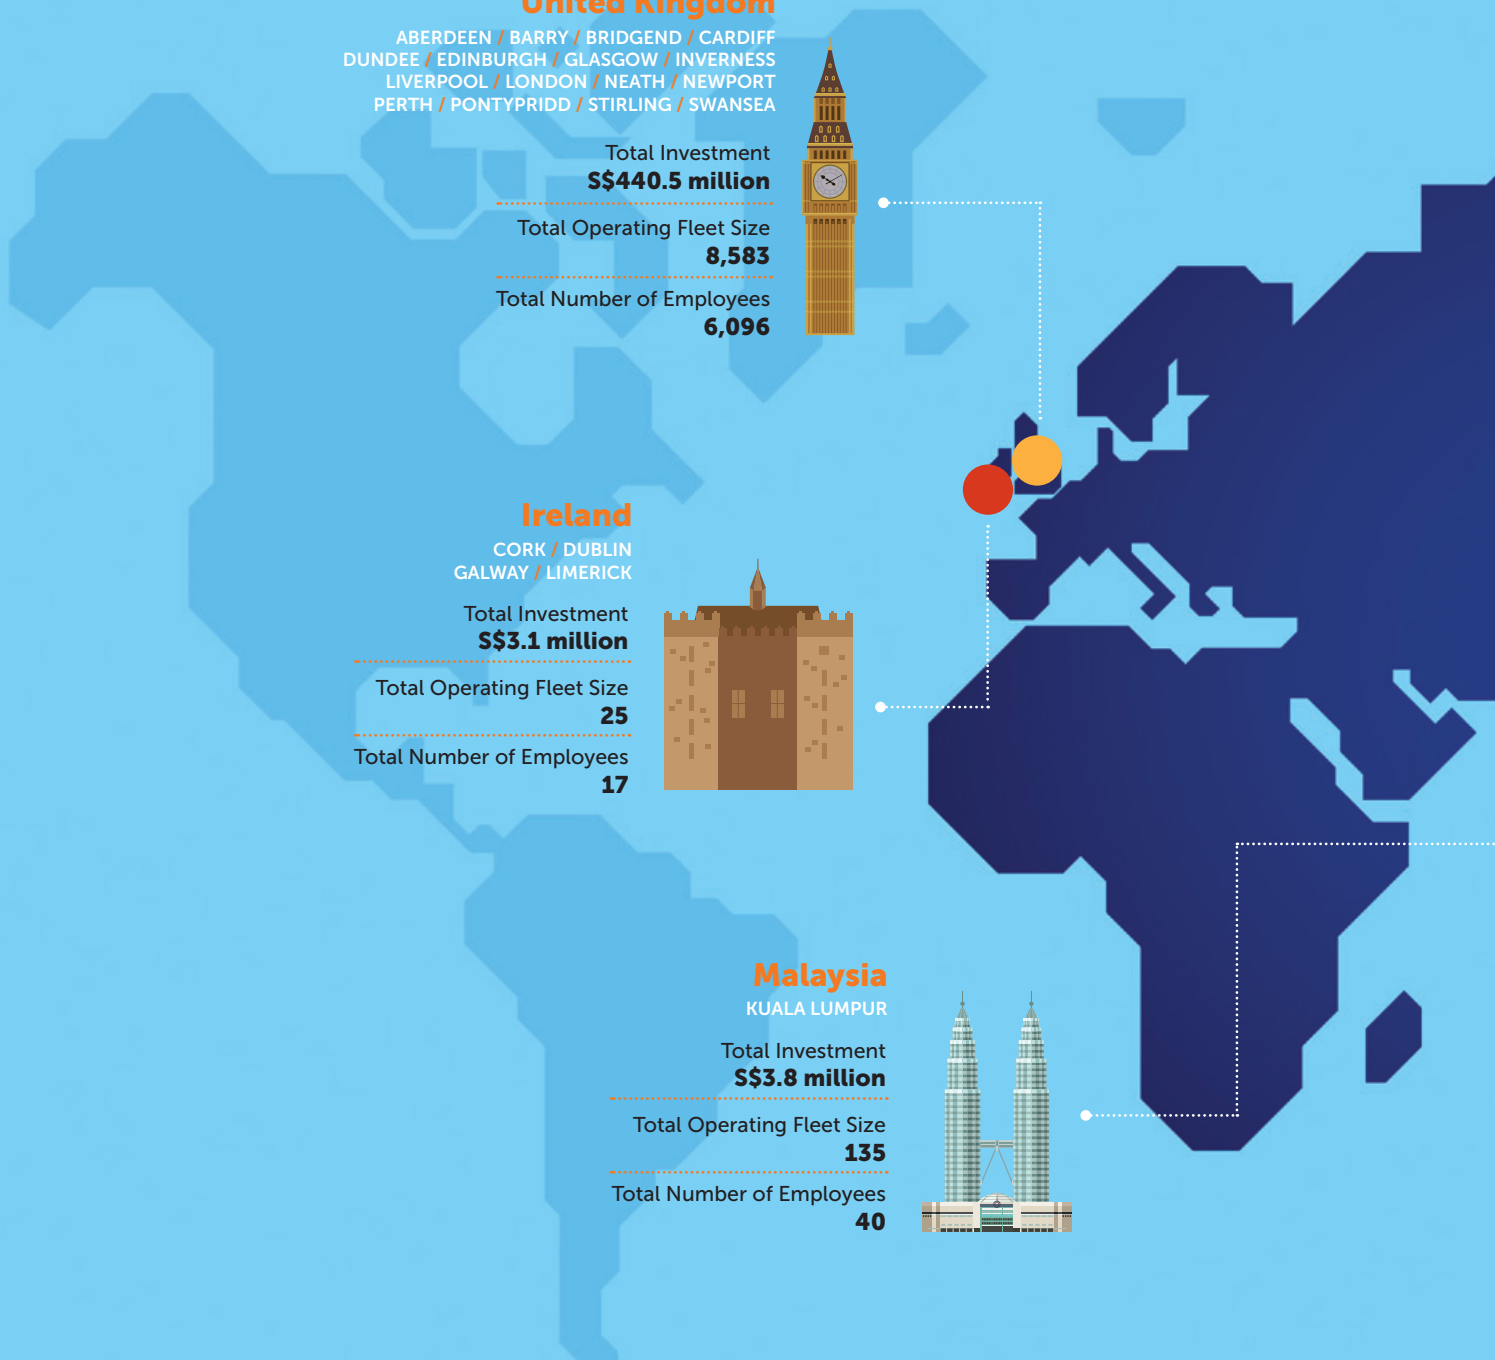 United Kingdom
ABERDEEN / BARRY / BRIDGEND / CARDIFF
DUNDEE / EDINBURGH / GLASGOW / INVERNESS
LIVERPOOL / LONDON / NEATH / NEWPORT
PERTH / PONTYPRIDD / STIRLING / SWANSEA
Total Investment
S$440.5 million
Total Operating Fleet Size
8,583
Total Number of Employees
6,096
Ireland
CORK / DUBLIN
GALWAY / LIMERICK
Total Investment
S$3.1 million
Total Operating Fleet Size
25
Total Number of Employees
17
Malaysia
KUALA LUMPUR
Total Investment
S$3.8 million
Total Operating Fleet Size
135
Total Number of Employees
40